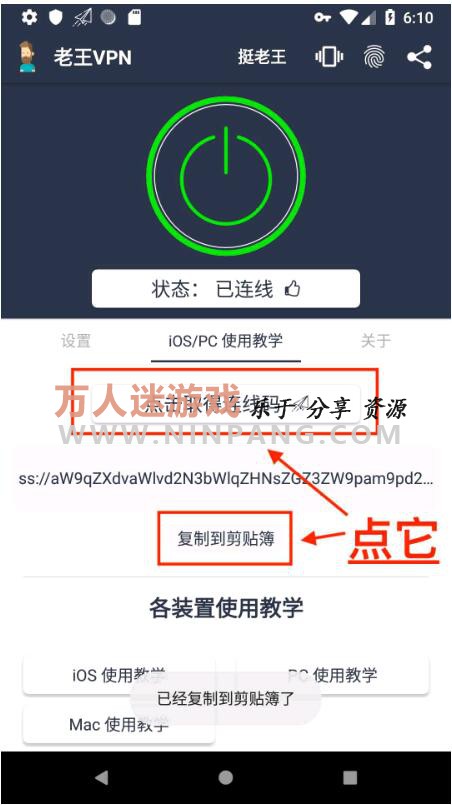 6:10
老王VPN
挺老王
状态： 已连线
设置
iOS/PC 使用教学
关于
点击取得连线码
万人迷游戏
乐于 分享 资源
WWW.NINPANG.COM
ss://aW9qZXdvaWlvd2N3bWlqZHNsZGZ3ZW9pam9pd2...
复制到剪贴簿
点它
各装置使用教学
iOS 使用教学
PC 使用教学
已经复制到剪贴簿了
Mac 使用教学